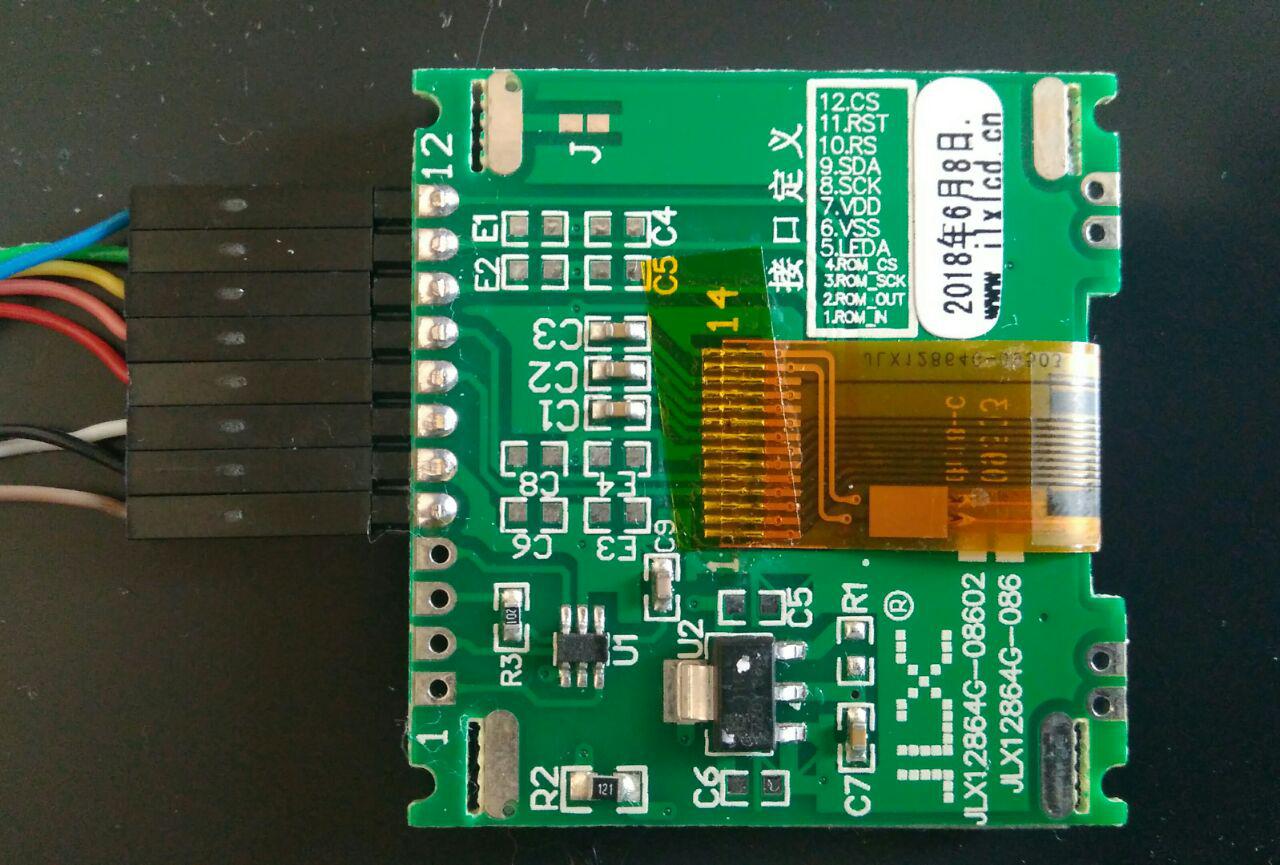 12
J
接口定义
12.CS
11.RST
10.RS
9.SDA
8.SCK
7.VDD
6.VSS
5.LEDA
4.ROM_CS
3.ROM_SCK
2.ROM_OUT
1.ROM_IN
2018年6月8日.
www.jlxlcd.cn
E1
C4
E2
C5
14
C3
C2
C1
C8
E4
C6
E3
C9
1
R3
102
U1
U2
C5
R1
R2
121
C6
C7
1
JLX®
JLX12864G-08602
JLX12864G-086